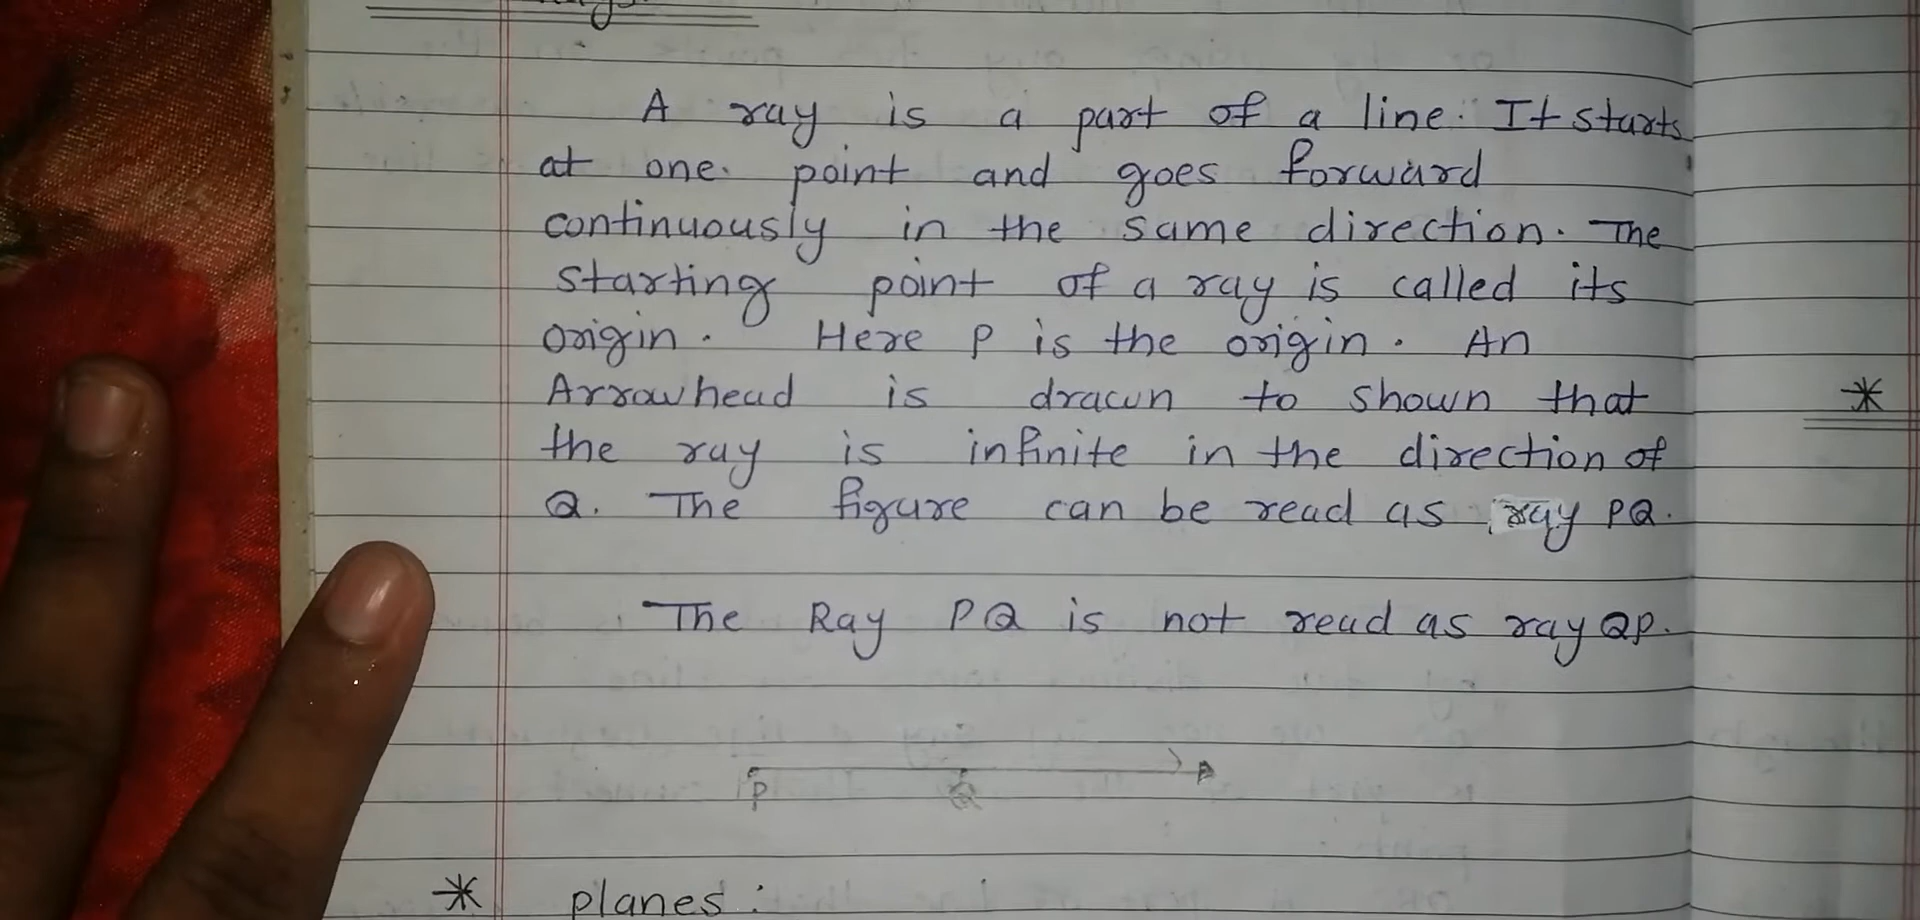 A ray is a part of a line. It starts
at one. point and goes forward
continuously in the same direction. The
starting point of a ray is called its
origin. Here P is the origin. An
Arrowhead is drawn to shown that
the ray is infinite in the direction of
Q. The figure can be read as ray PQ.
The Ray PQ is not read as ray QP.
P Q
* planes:
*